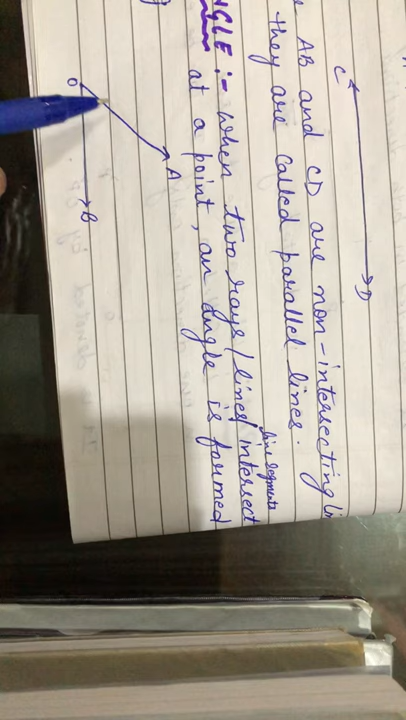 C D
AB and CD are non-intersecting
they are called parallel lines.
line segments
NGLE :- When two rays/lines/intersect
at a point, an angle is formed
A
O B